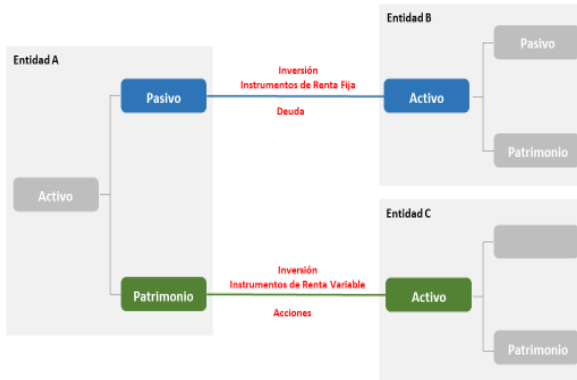 Entidad A
Activo
Pasivo
Patrimonio
Inversión
Instrumentos de Renta Fija
Deuda
Inversión
Instrumentos de Renta Variable
Acciones
Entidad B
Activo
Pasivo
Patrimonio
Entidad C
Activo
Patrimonio